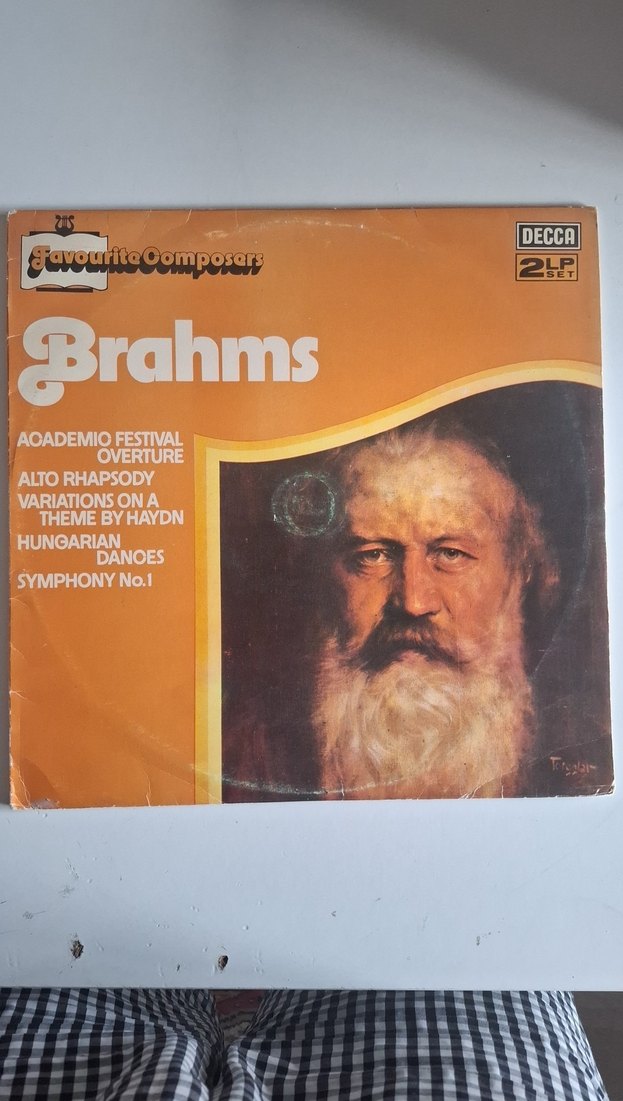 Favourite Composers
DECCA
2 LP
SET
Brahms
ACADEMIC FESTIVAL
OVERTURE
ALTO RHAPSODY
VARIATIONS ON A
THEME BY HAYDN
HUNGARIAN
DANCES
SYMPHONY No.1